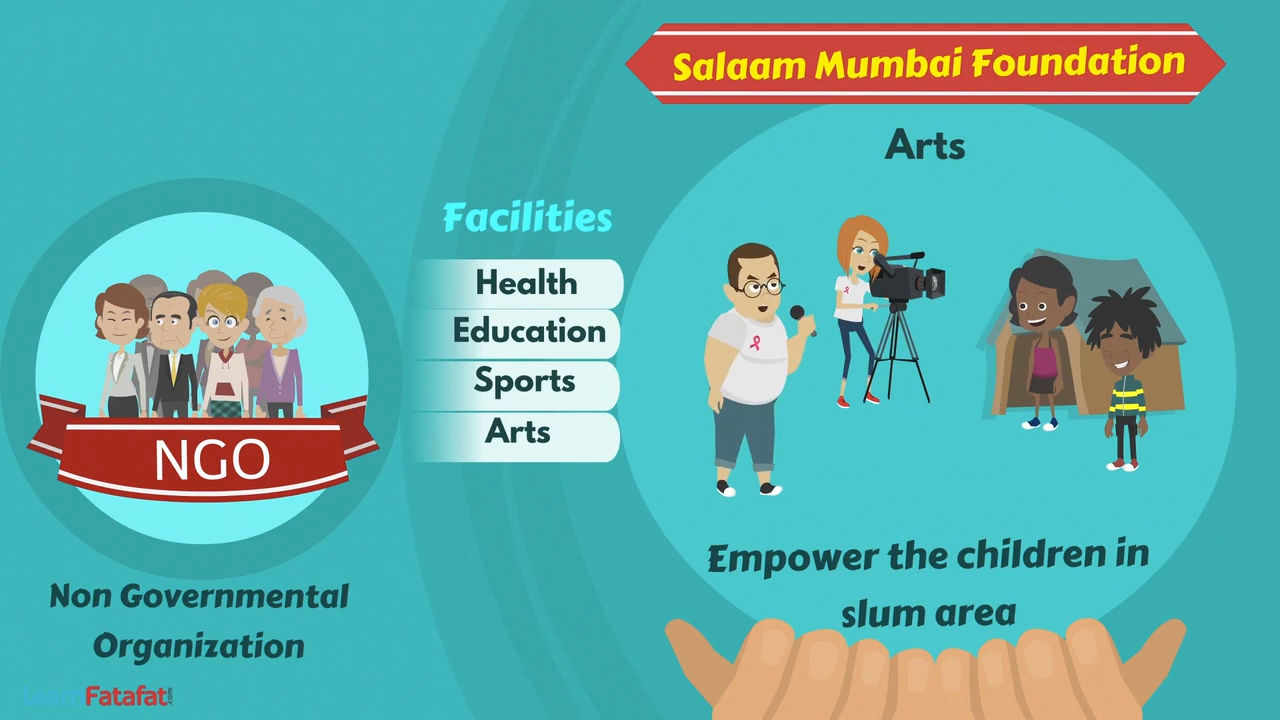 Salaam Mumbai Foundation
Arts
Facilities
Health
Education
Sports
Arts
NGO
Non Governmental
Organization
Empower the children in
slum area
TeachFatafat.com